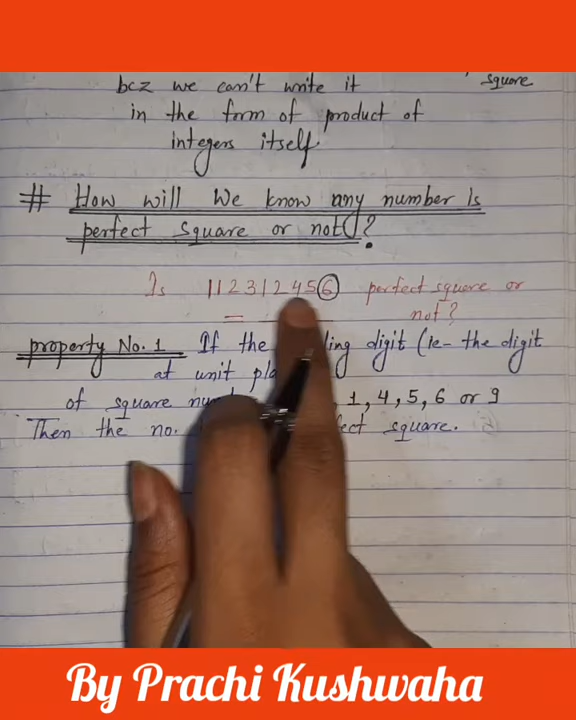 bcz we can't write it square
in the form of product of
integers itself.
# How will We know any number is
perfect square or not?
Is 112312456 perfect square or
not?
property No. 1 If the ding digit (ie- the digit
at unit pla
of square nu 1, 4, 5, 6 or 9
Then the no. fect square.
By Prachi Kushwaha